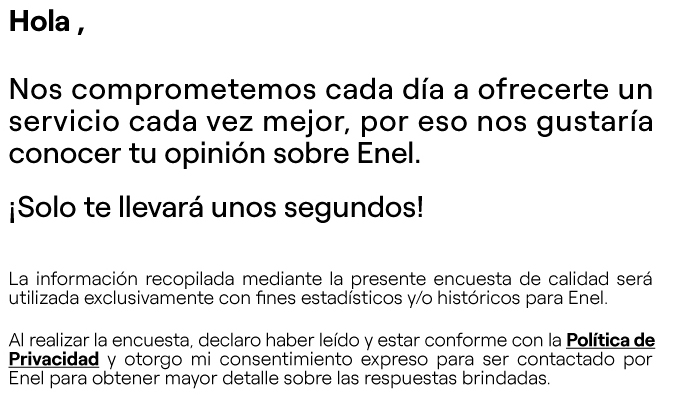 Hola ,
Nos comprometemos cada día a ofrecerte un
servicio cada vez mejor, por eso nos gustaría
conocer tu opinión sobre Enel.
¡Solo te llevará unos segundos!
La información recopilada mediante la presente encuesta de calidad será
utilizada exclusivamente con fines estadísticos y/o históricos para Enel.
Al realizar la encuesta, declaro haber leído y estar conforme con la Política de
Privacidad y otorgo mi consentimiento expreso para ser contactado por
Enel para obtener mayor detalle sobre las respuestas brindadas.